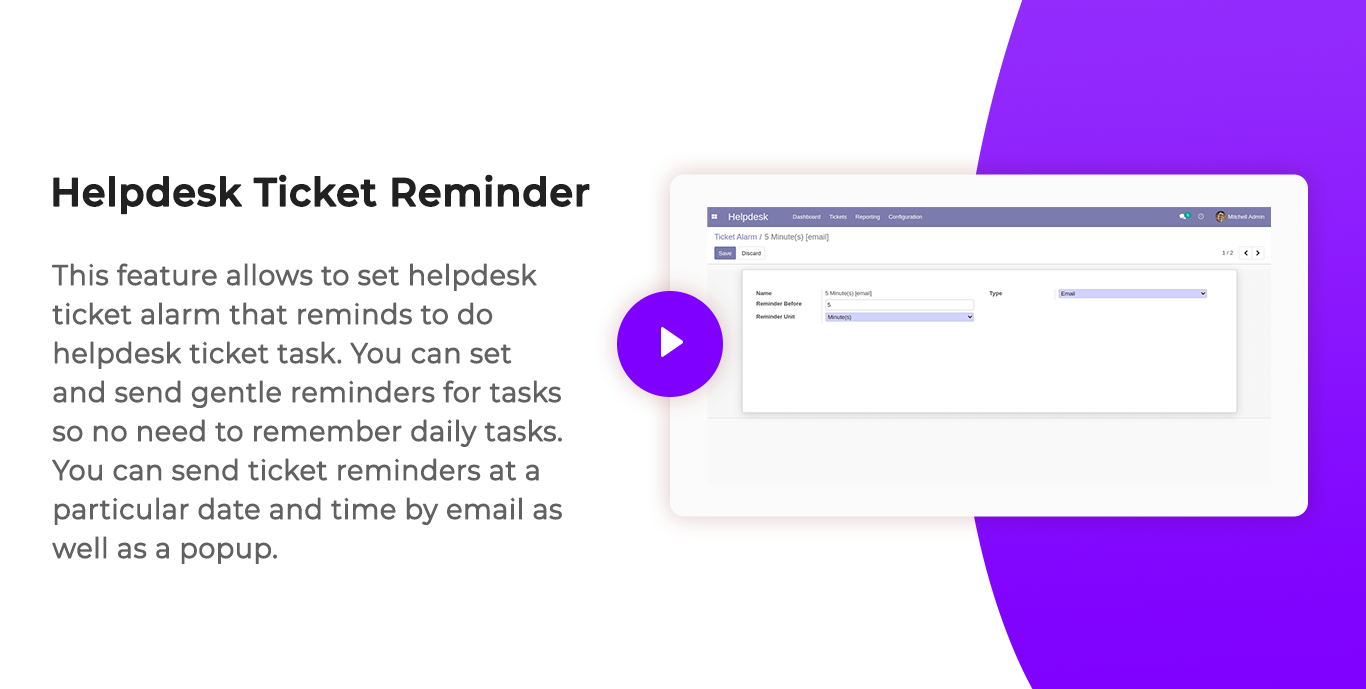 Helpdesk Ticket Reminder
This feature allows to set helpdesk
ticket alarm that reminds to do
helpdesk ticket task. You can set
and send gentle reminders for tasks
so no need to remember daily tasks.
You can send ticket reminders at a
particular date and time by email as
well as a popup.
Helpdesk Dashboard Tickets Reporting Configuration Mitchell Admin
Ticket Alarm / 5 Minute(s) [email]
Save Discard 1 / 2
Name 5 Minute(s) [email] Type Email
Reminder Before 5
Reminder Unit Minute(s)